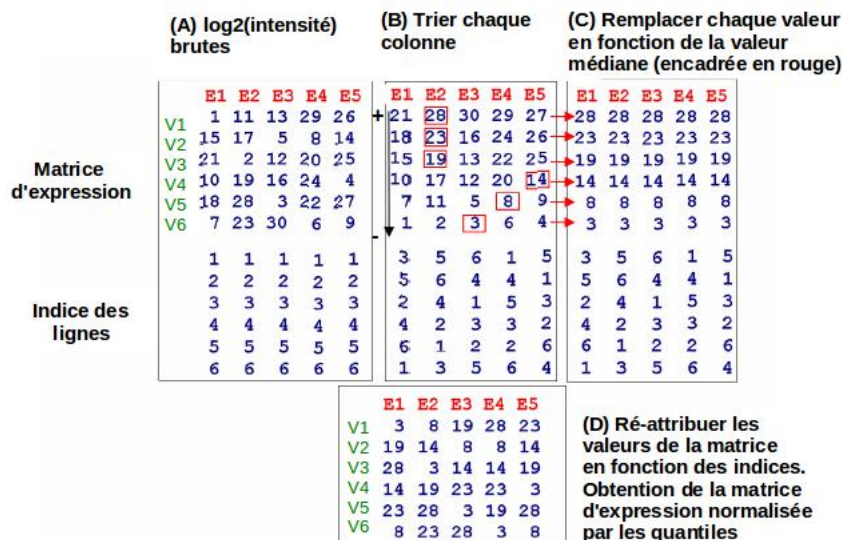 (A) log2(intensité)
brutes
(B) Trier chaque
colonne
(C) Remplacer chaque valeur
en fonction de la valeur
médiane (encadrée en rouge)
Matrice
d'expression
E1 E2 E3 E4 E5
V1 1 11 13 29 26
V2 15 17 5 8 14
V3 21 2 12 20 25
V4 10 19 16 24 4
V5 18 28 3 22 27
V6 7 23 30 6 9
+
-
E1 E2 E3 E4 E5
21 28 30 29 27
18 23 16 24 26
15 19 13 22 25
10 17 12 20 14
7 11 5 8 9
1 2 3 6 4
E1 E2 E3 E4 E5
28 28 28 28 28
23 23 23 23 23
19 19 19 19 19
14 14 14 14 14
8 8 8 8 8
3 3 3 3 3
Indice des
lignes
1 1 1 1 1
2 2 2 2 2
3 3 3 3 3
4 4 4 4 4
5 5 5 5 5
6 6 6 6 6
3 5 6 1 5
5 6 4 4 1
2 4 1 5 3
4 2 3 3 2
6 1 2 2 6
1 3 5 6 4
3 5 6 1 5
5 6 4 4 1
2 4 1 5 3
4 2 3 3 2
6 1 2 2 6
1 3 5 6 4
E1 E2 E3 E4 E5
V1 3 8 19 28 23
V2 19 14 8 8 14
V3 28 3 14 14 19
V4 14 19 23 23 3
V5 23 28 3 19 28
V6 8 23 28 3 8
(D) Ré-attribuer les
valeurs de la matrice
en fonction des indices.
Obtention de la matrice
d'expression normalisée
par les quantiles